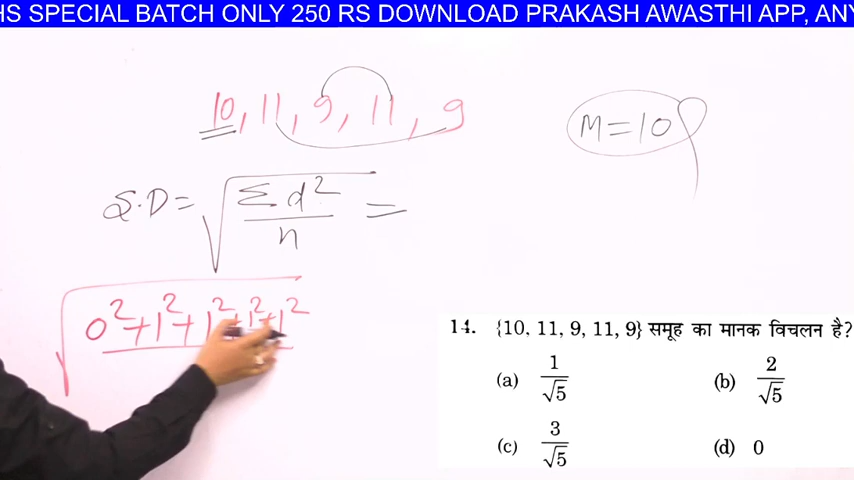 HS SPECIAL BATCH ONLY 250 RS DOWNLOAD PRAKASH AWASTHI APP, ANY
10, 11, 9, 11, 9
M=10
S.D= √Σd²/n =
√0²+1²+1²+1²+1²
14. {10, 11, 9, 11, 9} समूह का मानक विचलन है?
(a) 1/√5 (b) 2/√5
(c) 3/√5 (d) 0